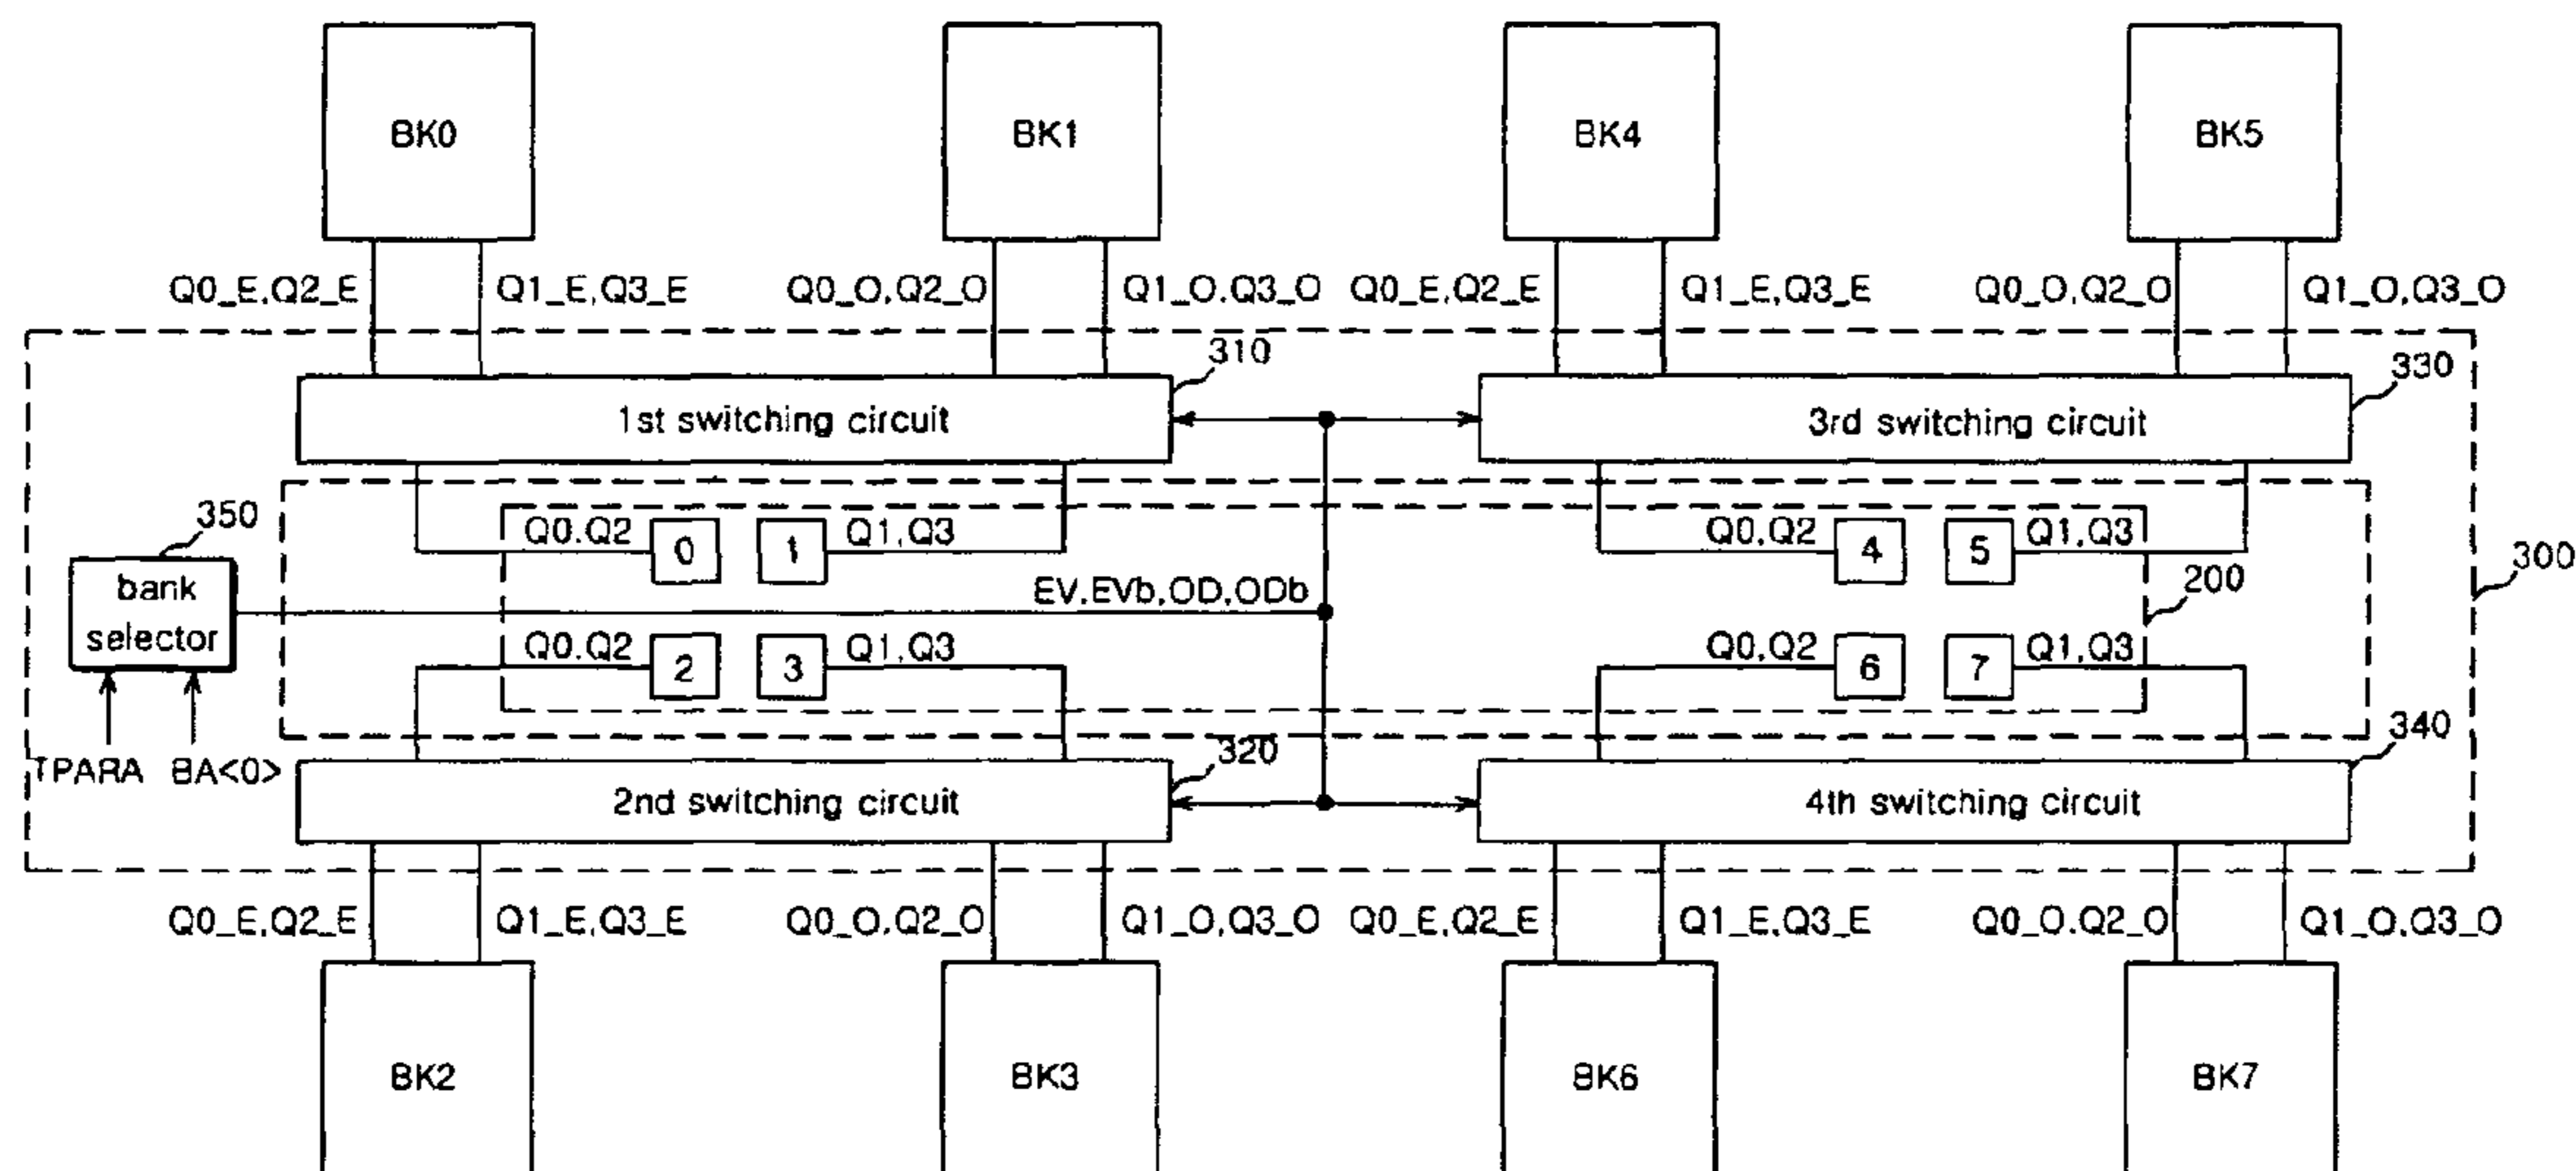 BK0 BK1 BK4 BK5
Q0_E,Q2_E Q1_E,Q3_E Q0_O,Q2_O Q1_O,Q3_O Q0_E,Q2_E Q1_E,Q3_E Q0_O,Q2_O Q1_O,Q3_O
310 330
1st switching circuit 3rd switching circuit
350
Q0,Q2 0 1 Q1,Q3 Q0,Q2 4 5 Q1,Q3
300
200
bank
selector
EV,EVb,OD,ODb
Q0,Q2 2 3 Q1,Q3 Q0,Q2 6 7 Q1,Q3
320 340
TPARA BA<0>
2nd switching circuit 4th switching circuit
Q0_E,Q2_E Q1_E,Q3_E Q0_O,Q2_O Q1_O,Q3_O Q0_E,Q2_E Q1_E,Q3_E Q0_O,Q2_O Q1_O,Q3_O
BK2 BK3 BK6 BK7